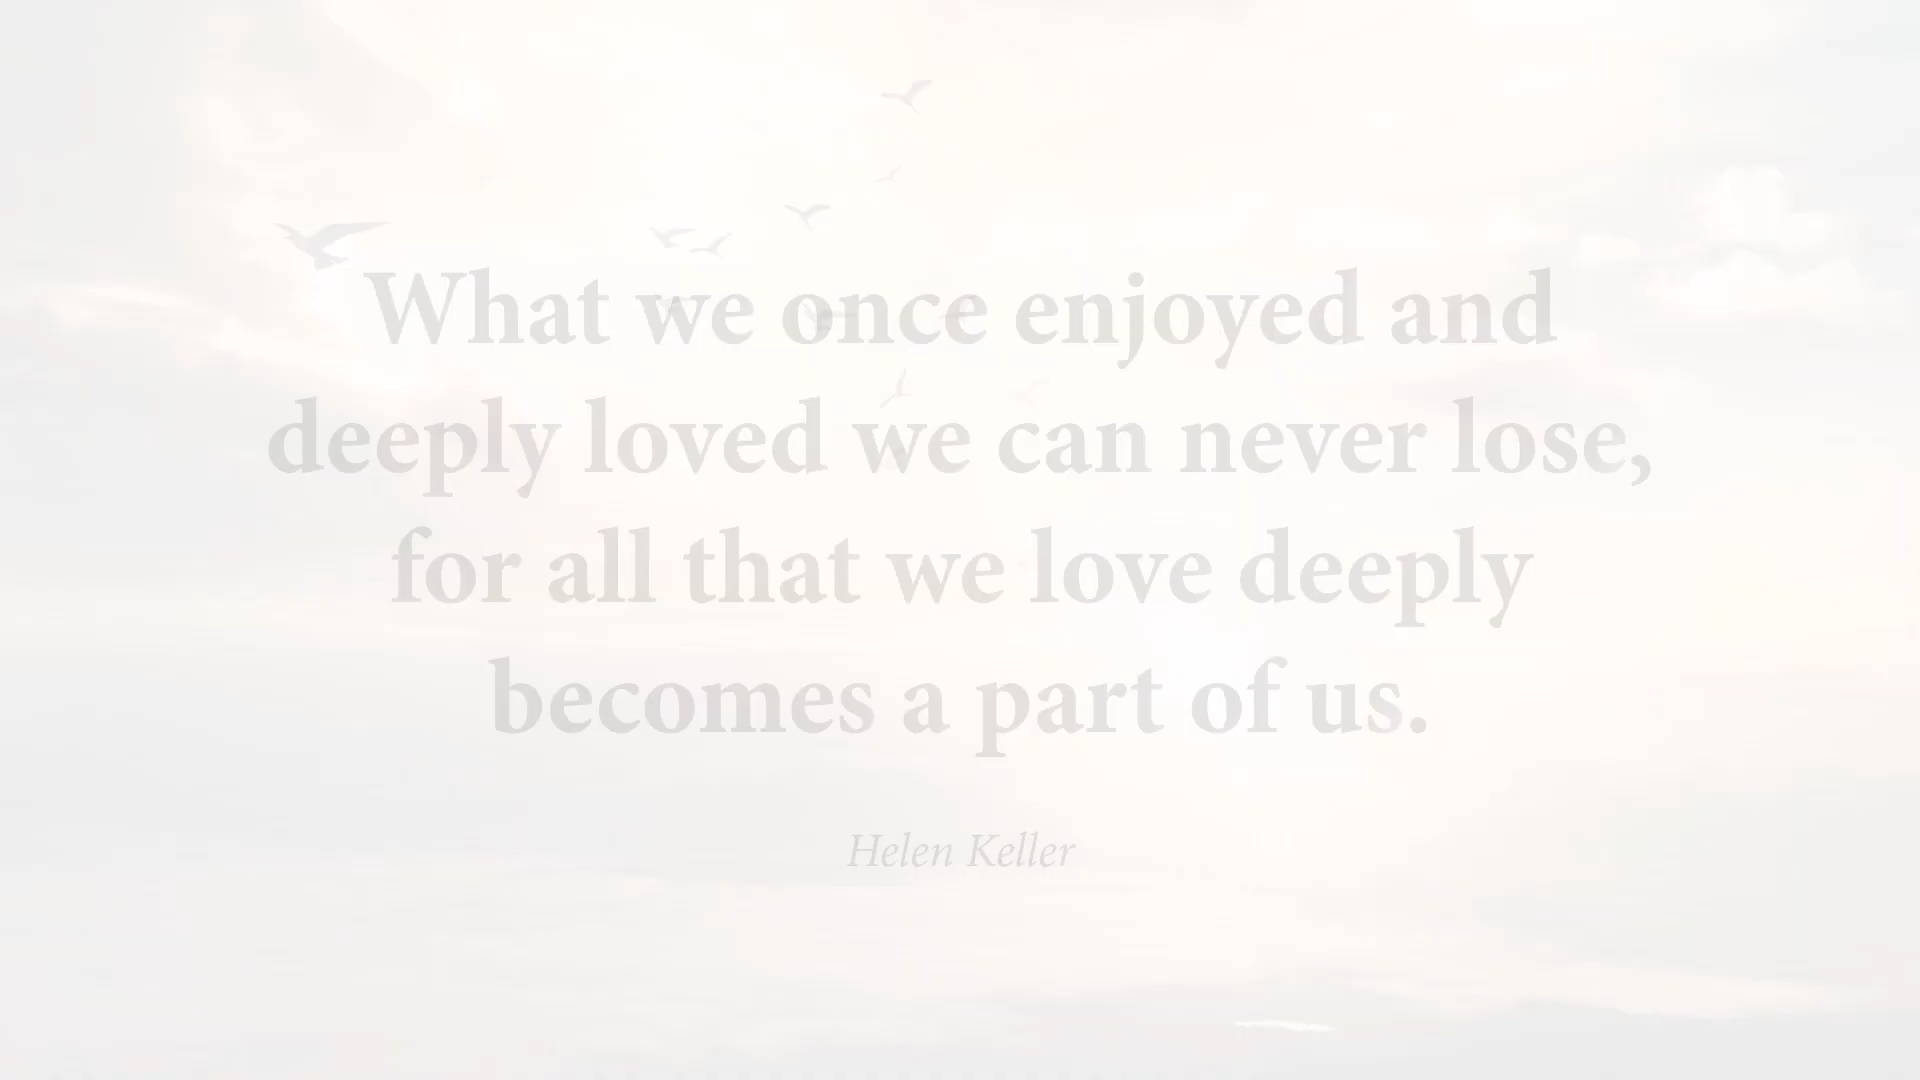 What we once enjoyed and
deeply loved we can never lose,
for all that we love deeply
becomes a part of us.
Helen Keller